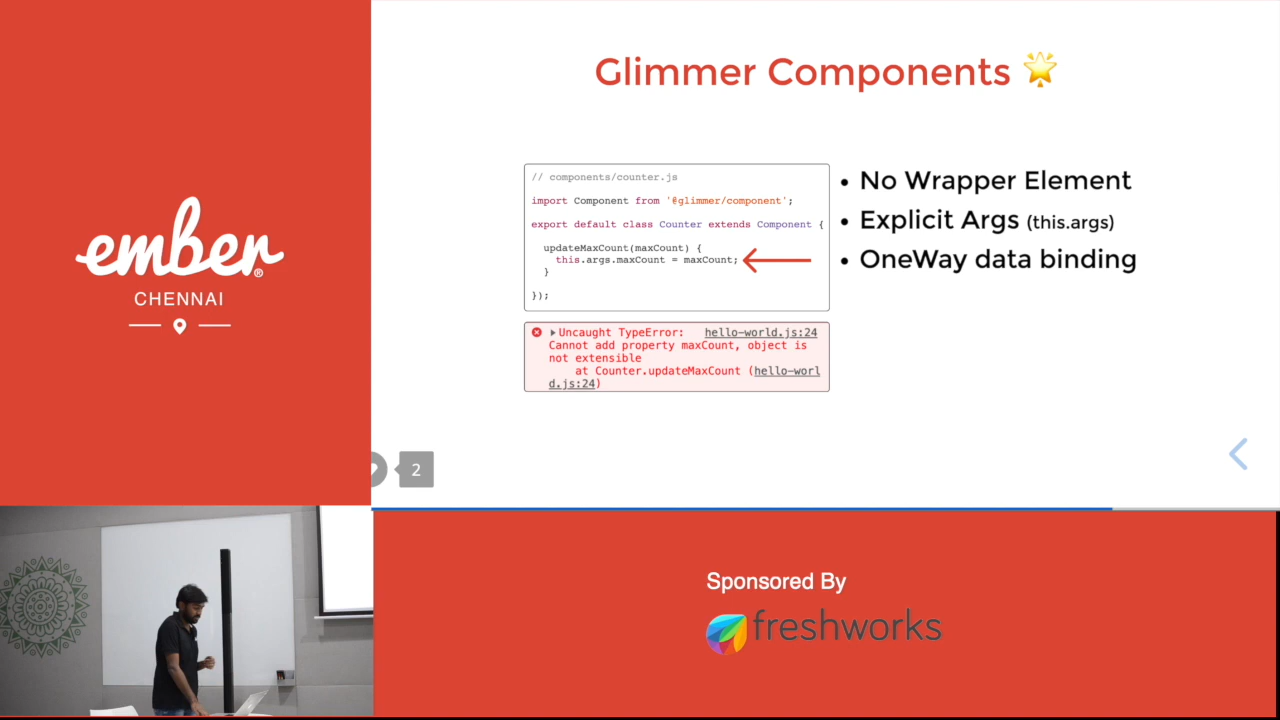 Glimmer Components 🌟
// components/counter.js
import Component from '@glimmer/component';
export default class Counter extends Component {
updateMaxCount(maxCount) {
this.args.maxCount = maxCount;
}
});
Uncaught TypeError: hello-world.js:24
Cannot add property maxCount, object is
not extensible
at Counter.updateMaxCount (hello-worl
d.js:24)
• No Wrapper Element
• Explicit Args (this.args)
• OneWay data binding
ember®
CHENNAI
2
Sponsored By
freshworks